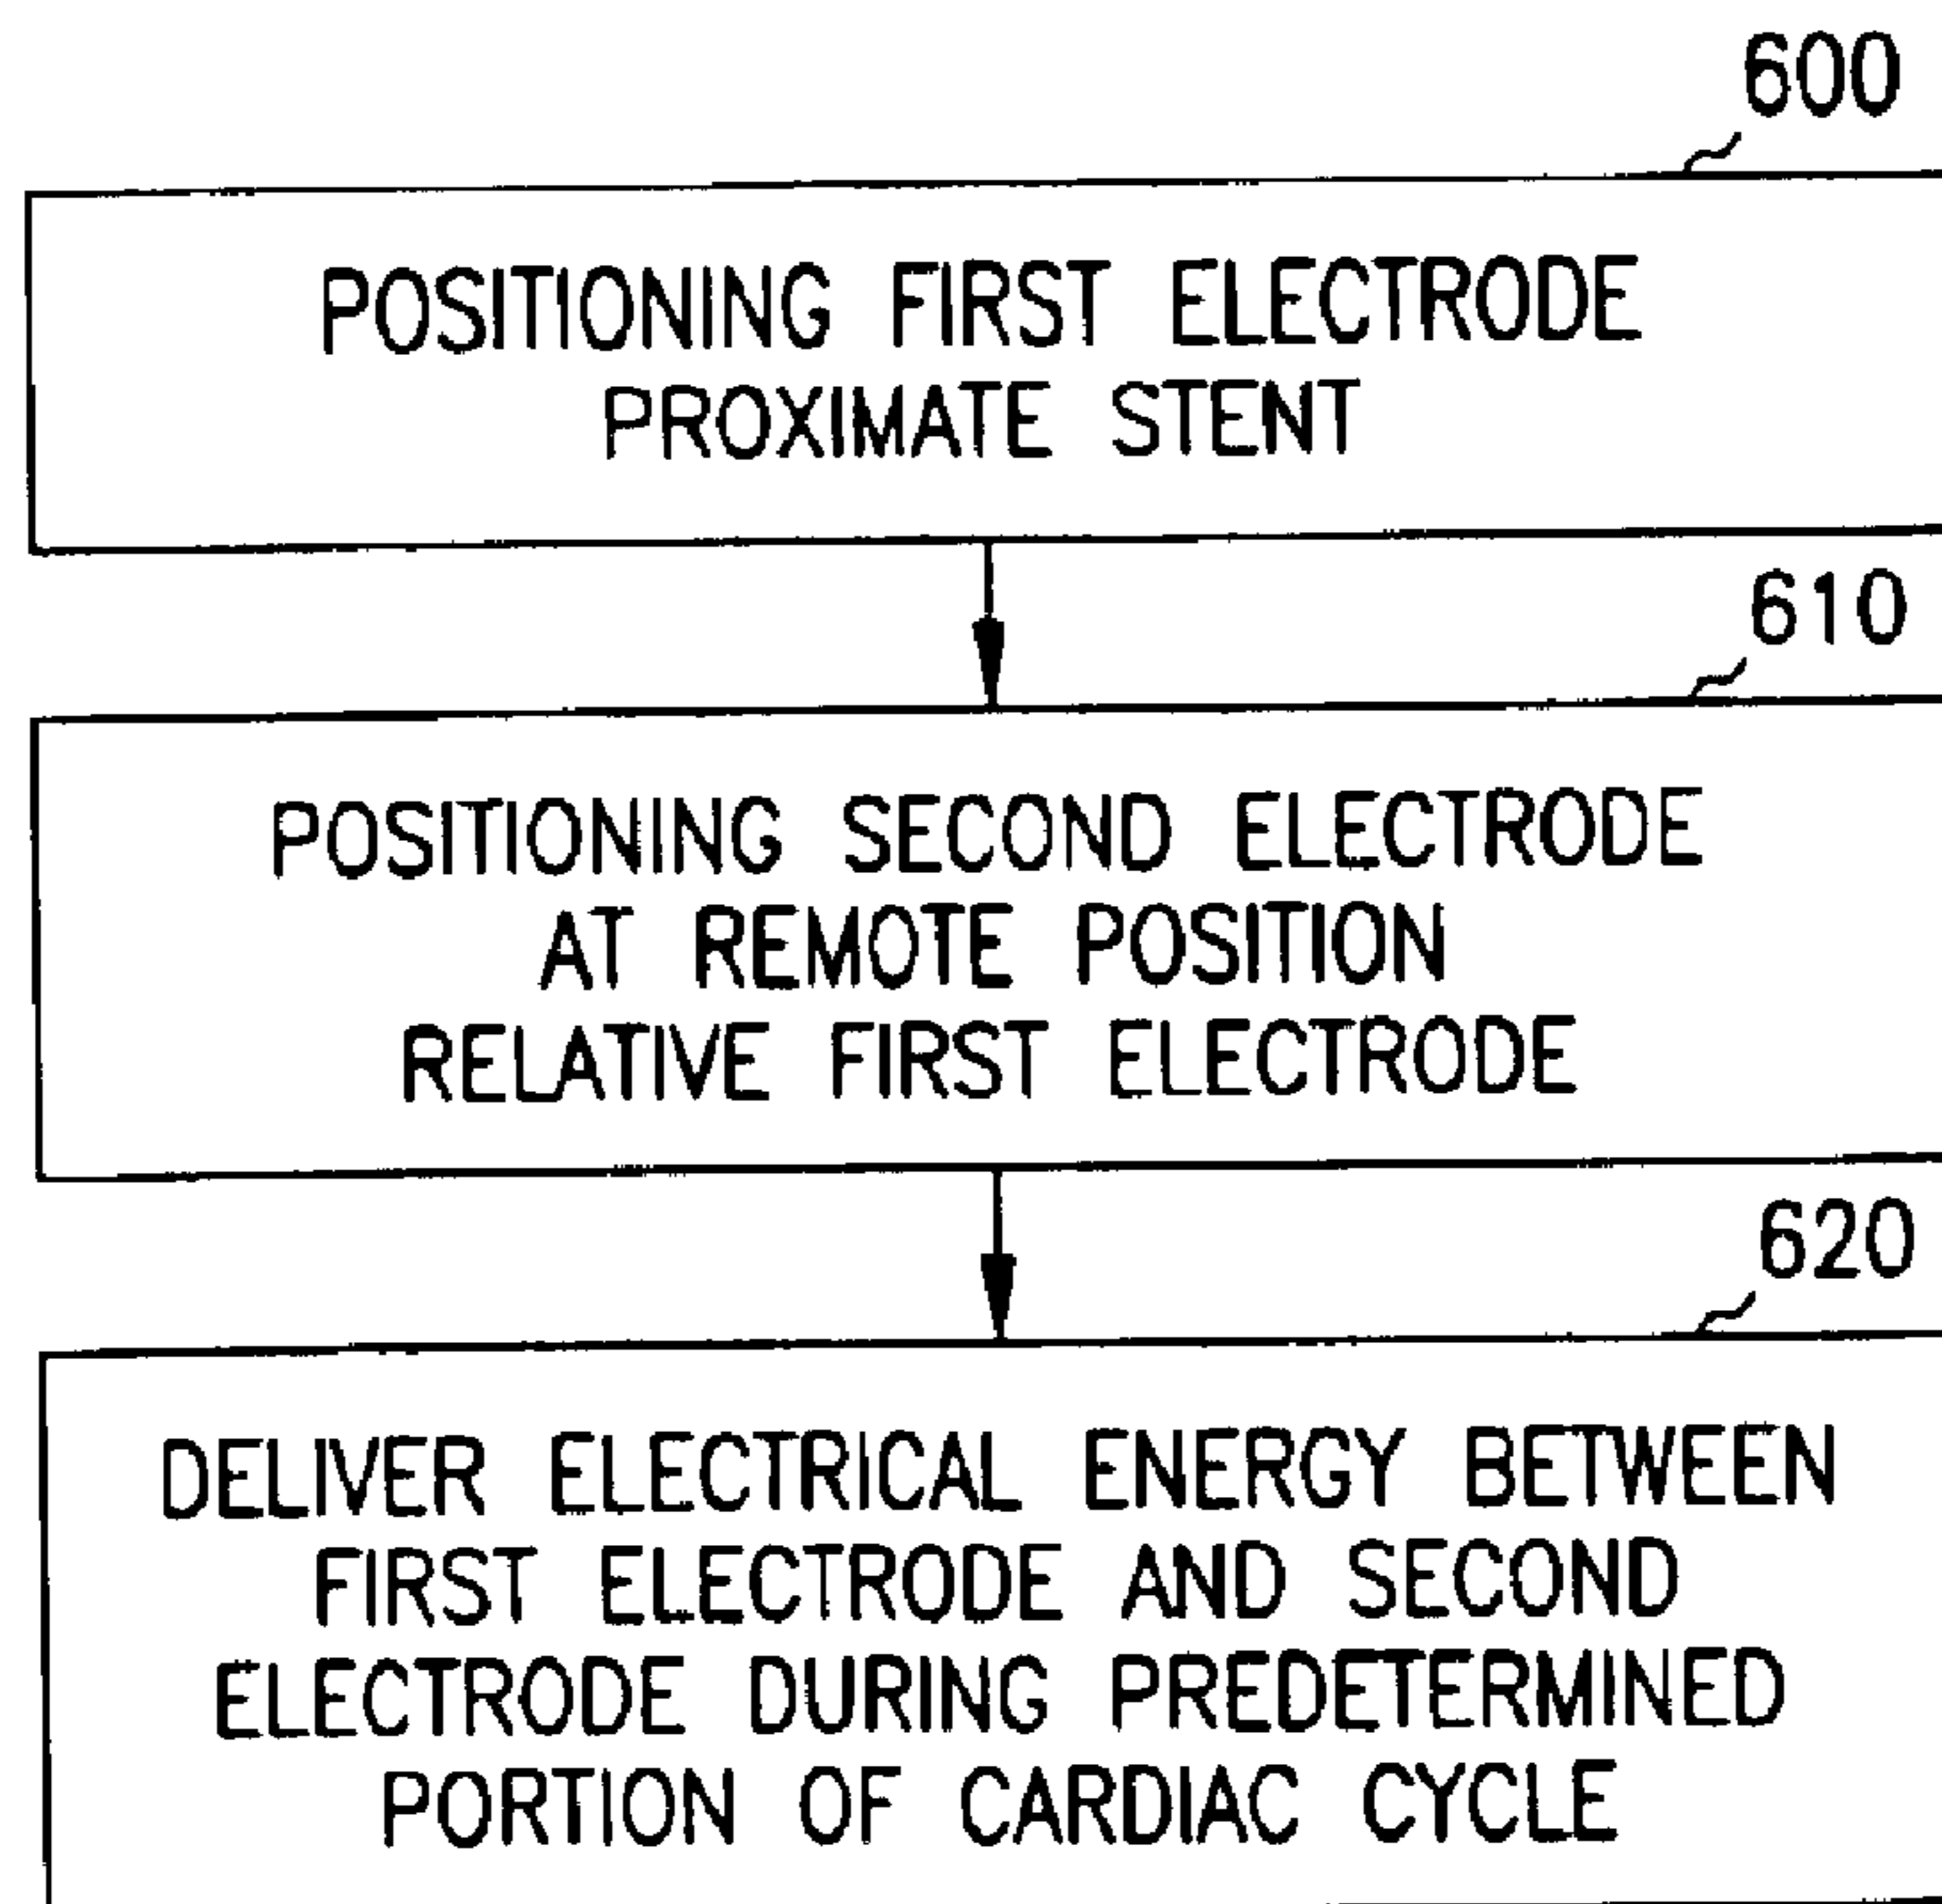 600
POSITIONING FIRST ELECTRODE
PROXIMATE STENT
610
POSITIONING SECOND ELECTRODE
AT REMOTE POSITION
RELATIVE FIRST ELECTRODE
620
DELIVER ELECTRICAL ENERGY BETWEEN
FIRST ELECTRODE AND SECOND
ELECTRODE DURING PREDETERMINED
PORTION OF CARDIAC CYCLE